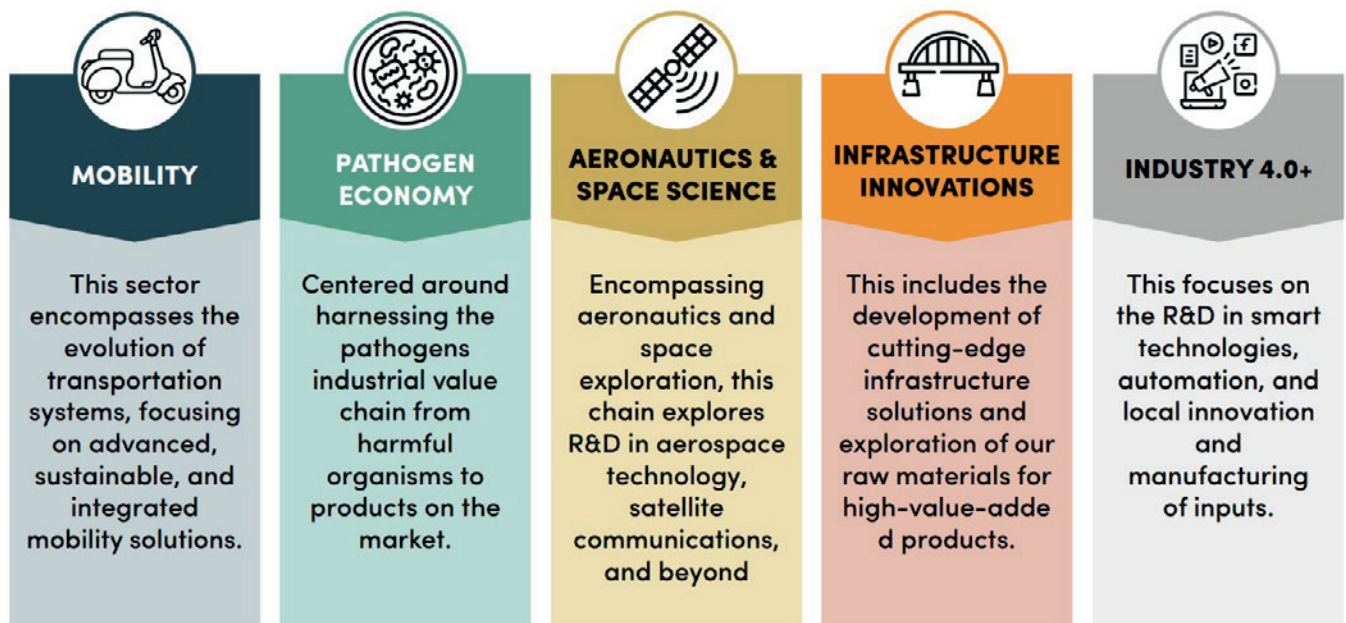 MOBILITY
This sector
encompasses the
evolution of
transportation
systems, focusing
on advanced,
sustainable, and
integrated
mobility solutions.
PATHOGEN
ECONOMY
Centered around
harnessing the
pathogens
industrial value
chain from
harmful
organisms to
products on the
market.
AERONAUTICS &
SPACE SCIENCE
Encompassing
aeronautics and
space
exploration, this
chain explores
R&D in aerospace
technology,
satellite
communications,
and beyond
INFRASTRUCTURE
INNOVATIONS
This includes the
development of
cutting-edge
infrastructure
solutions and
exploration of our
raw materials for
high-value-adde
d products.
INDUSTRY 4.0+
This focuses on
the R&D in smart
technologies,
automation, and
local innovation
and
manufacturing
of inputs.